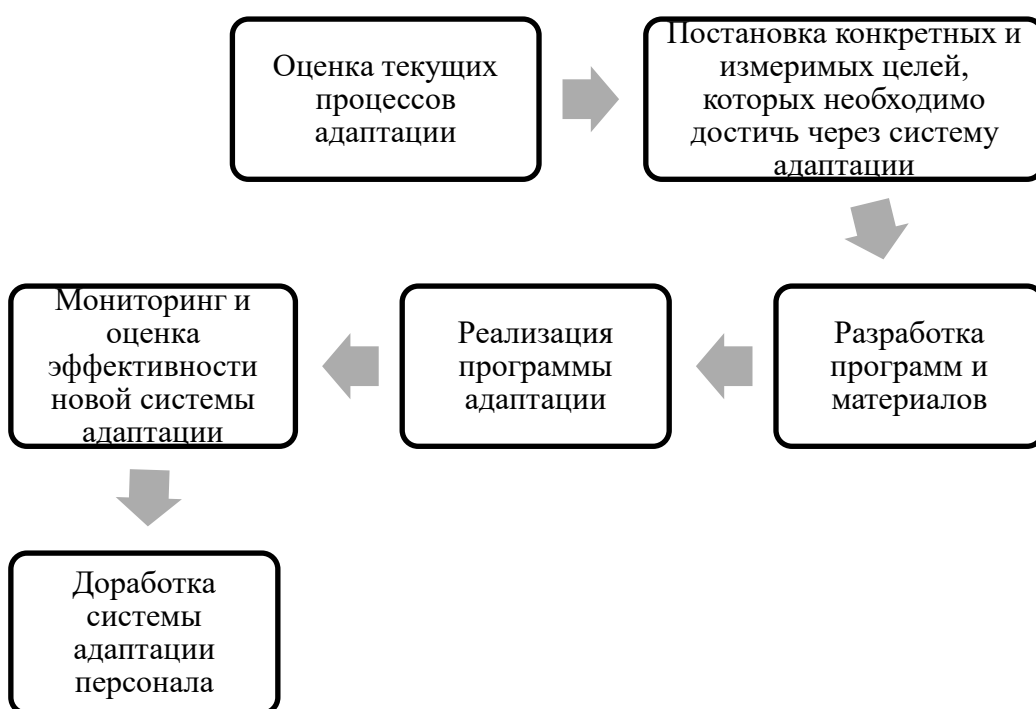 Оценка текущих
процессов
адаптации
Постановка конкретных и
измеримых целей,
которых необходимо
достичь через систему
адаптации
Разработка
программ и
материалов
Реализация
программы
адаптации
Мониторинг и
оценка
эффективности
новой системы
адаптации
Доработка
системы
адаптации
персонала